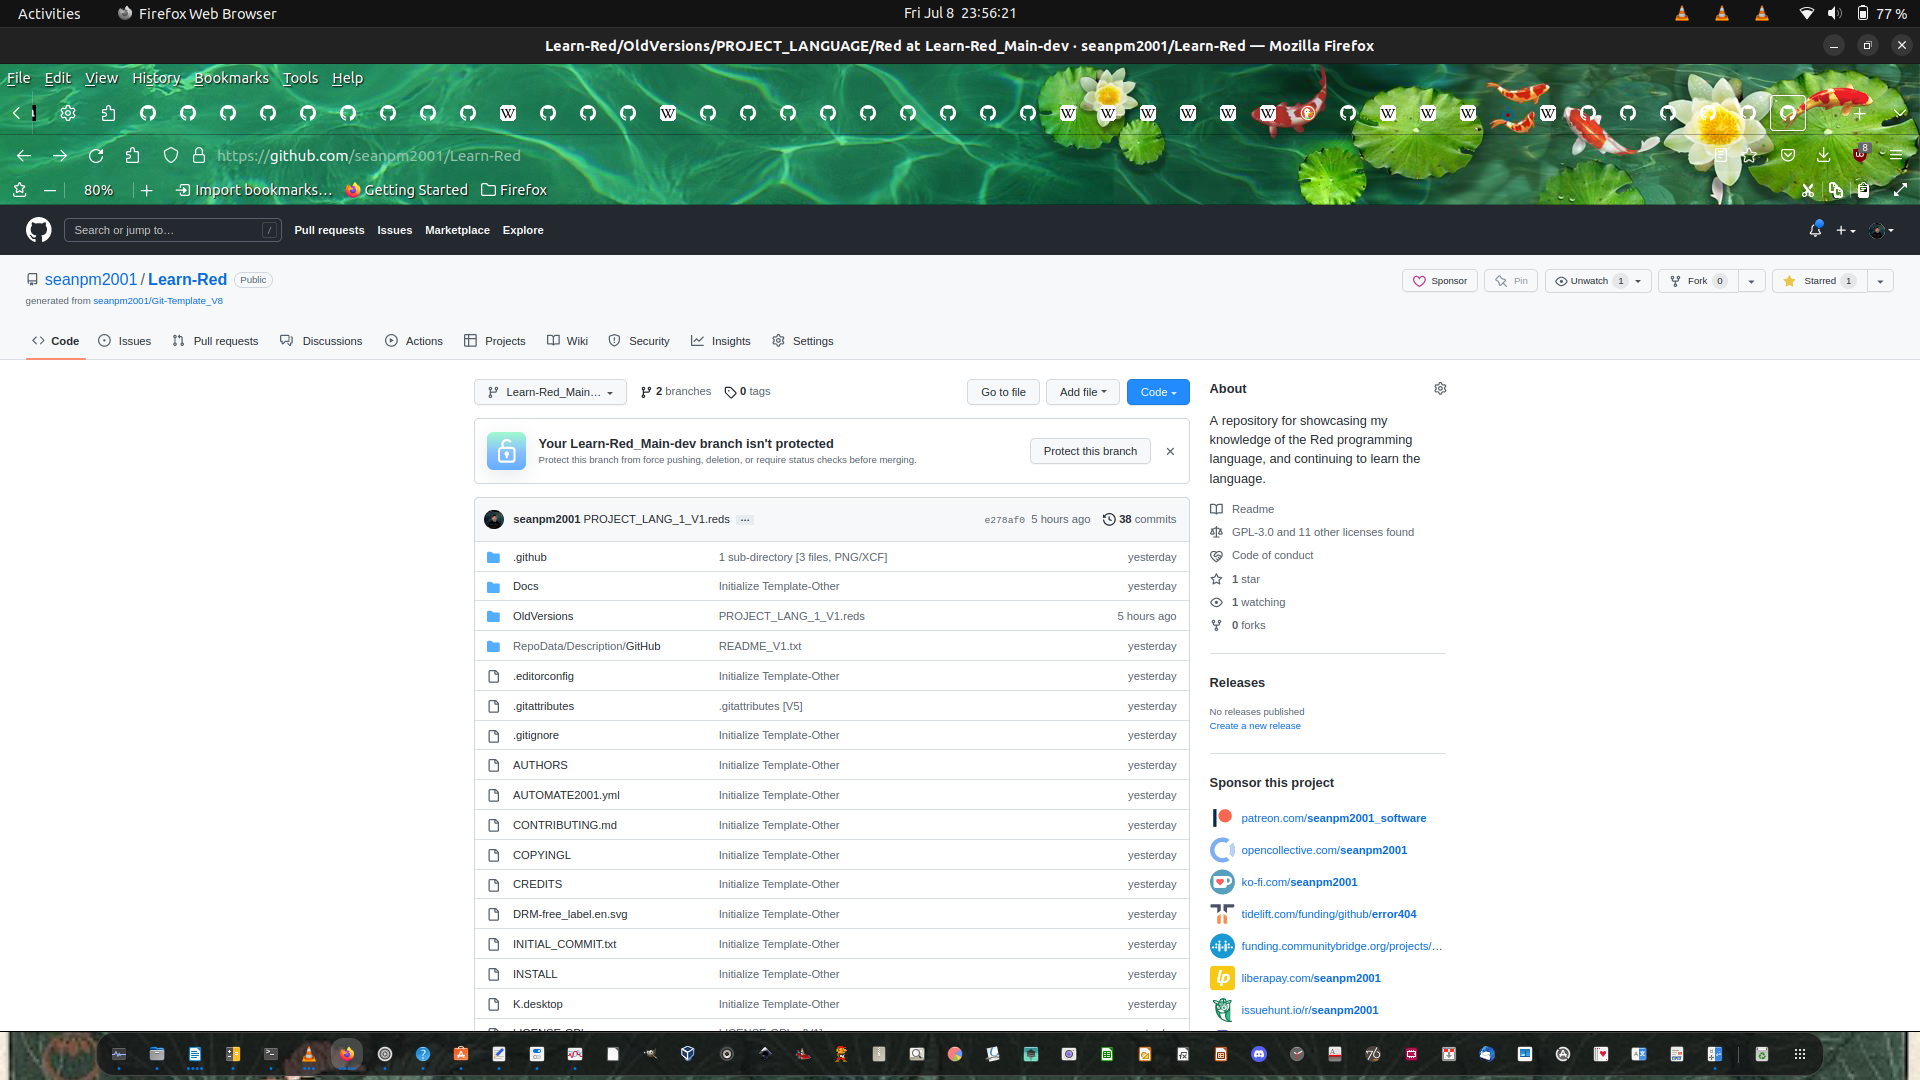 Activities Firefox Web Browser Fri Jul 8 23:56:21 77 %
Learn-Red/OldVersions/PROJECT_LANGUAGE/Red at Learn-Red_Main-dev · seanpm2001/Learn-Red — Mozilla Firefox
File Edit View History Bookmarks Tools Help
https://github.com/seanpm2001/Learn-Red 8
80% Import bookmarks… Getting Started Firefox
Search or jump to… / Pull requests Issues Marketplace Explore
seanpm2001 / Learn-Red Public Sponsor Pin Unwatch 1 Fork 0 Starred 1
generated from seanpm2001/Git-Template_V8
Code Issues Pull requests Discussions Actions Projects Wiki Security Insights Settings
Learn-Red_Main… 2 branches 0 tags Go to file Add file Code
Your Learn-Red_Main-dev branch isn't protected
Protect this branch from force pushing, deletion, or require status checks before merging.
Protect this branch
seanpm2001 PROJECT_LANG_1_V1.reds … e278af0 5 hours ago 38 commits
.github 1 sub-directory [3 files, PNG/XCF] yesterday
Docs Initialize Template-Other yesterday
OldVersions PROJECT_LANG_1_V1.reds 5 hours ago
RepoData/Description/GitHub README_V1.txt yesterday
.editorconfig Initialize Template-Other yesterday
.gitattributes .gitattributes [V5] yesterday
.gitignore Initialize Template-Other yesterday
AUTHORS Initialize Template-Other yesterday
AUTOMATE2001.yml Initialize Template-Other yesterday
CONTRIBUTING.md Initialize Template-Other yesterday
COPYINGL Initialize Template-Other yesterday
CREDITS Initialize Template-Other yesterday
DRM-free_label.en.svg Initialize Template-Other yesterday
INITIAL_COMMIT.txt Initialize Template-Other yesterday
INSTALL Initialize Template-Other yesterday
K.desktop Initialize Template-Other yesterday
About
A repository for showcasing my
knowledge of the Red programming
language, and continuing to learn the
language.
Readme
GPL-3.0 and 11 other licenses found
Code of conduct
1 star
1 watching
0 forks
Releases
No releases published
Create a new release
Sponsor this project
patreon.com/seanpm2001_software
opencollective.com/seanpm2001
ko-fi.com/seanpm2001
tidelift.com/funding/github/error404
funding.communitybridge.org/projects/…
liberapay.com/seanpm2001
issuehunt.io/r/seanpm2001